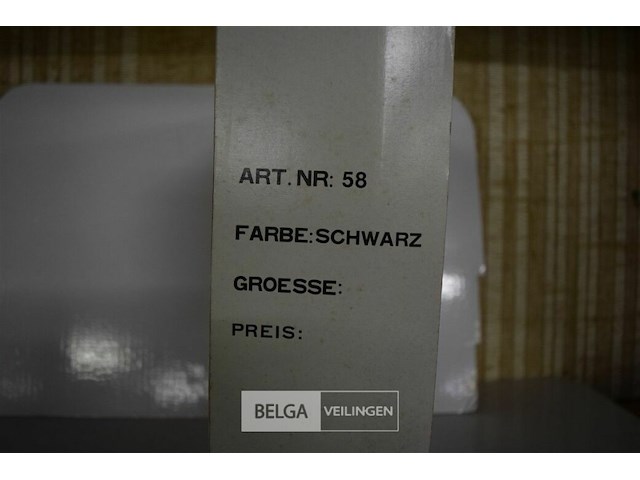 ART.NR: 58
FARBE:SCHWARZ
GROESSE:
PREIS:
BELGA VEILINGEN